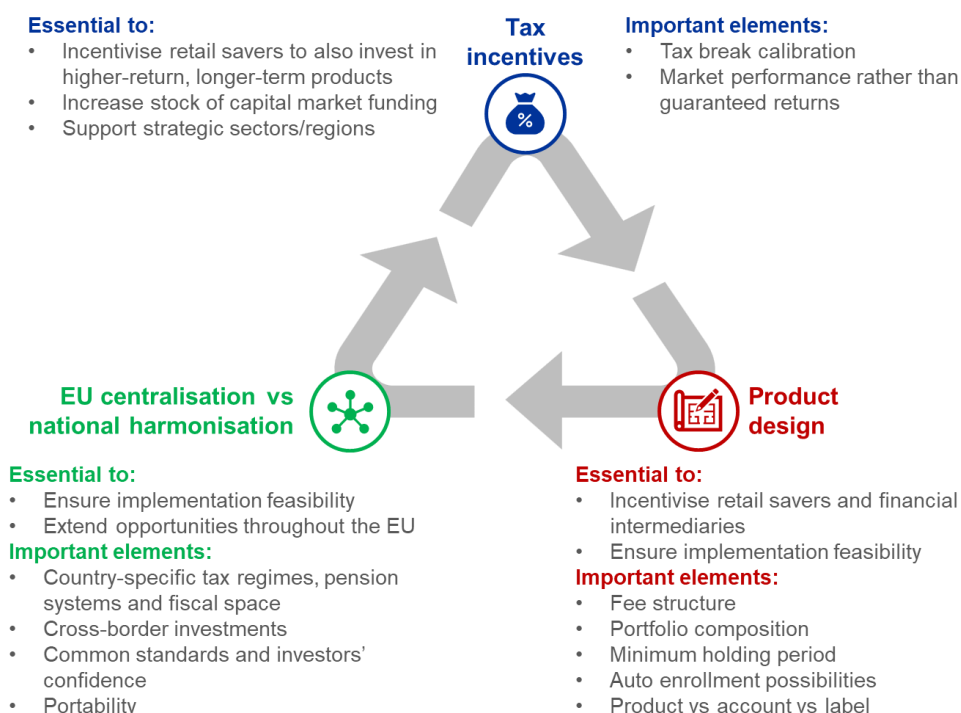 Essential to:
• Incentivise retail savers to also invest in
higher-return, longer-term products
• Increase stock of capital market funding
• Support strategic sectors/regions
Tax
incentives
%
Important elements:
• Tax break calibration
• Market performance rather than
guaranteed returns
EU centralisation vs
national harmonisation
Product
design
Essential to:
• Ensure implementation feasibility
• Extend opportunities throughout the EU
Important elements:
• Country-specific tax regimes, pension
systems and fiscal space
• Cross-border investments
• Common standards and investors’
confidence
• Portability
Essential to:
• Incentivise retail savers and financial
intermediaries
• Ensure implementation feasibility
Important elements:
• Fee structure
• Portfolio composition
• Minimum holding period
• Auto enrollment possibilities
• Product vs account vs label